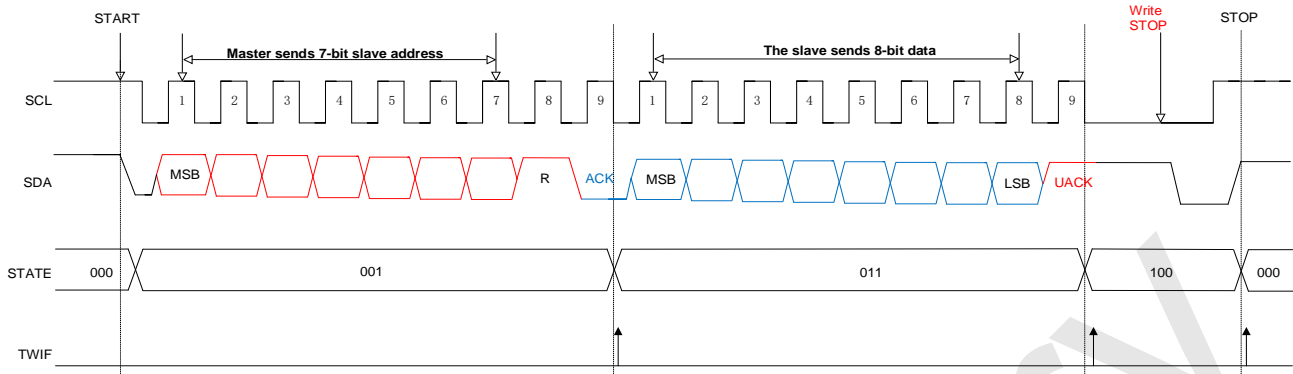 START
Write
STOP
STOP
Master sends 7-bit slave address
The slave sends 8-bit data
SCL
1 2 3 4 5 6 7 8 9 1 2 3 4 5 6 7 8 9
SDA
MSB R ACK MSB LSB UACK
STATE 000 001 011 100 000
TWIF